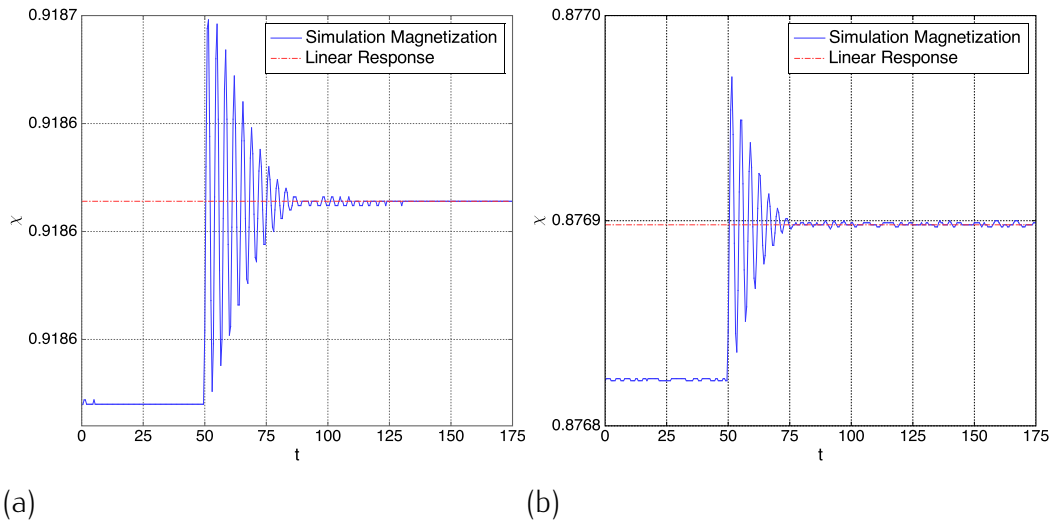 0.9187
0.9186
0.9186
0.9186
χ
0 25 50 75 100 125 150 175
t
Simulation Magnetization
Linear Response
(a)
0.8770
0.8769
0.8768
χ
0 25 50 75 100 125 150 175
t
Simulation Magnetization
Linear Response
(b)